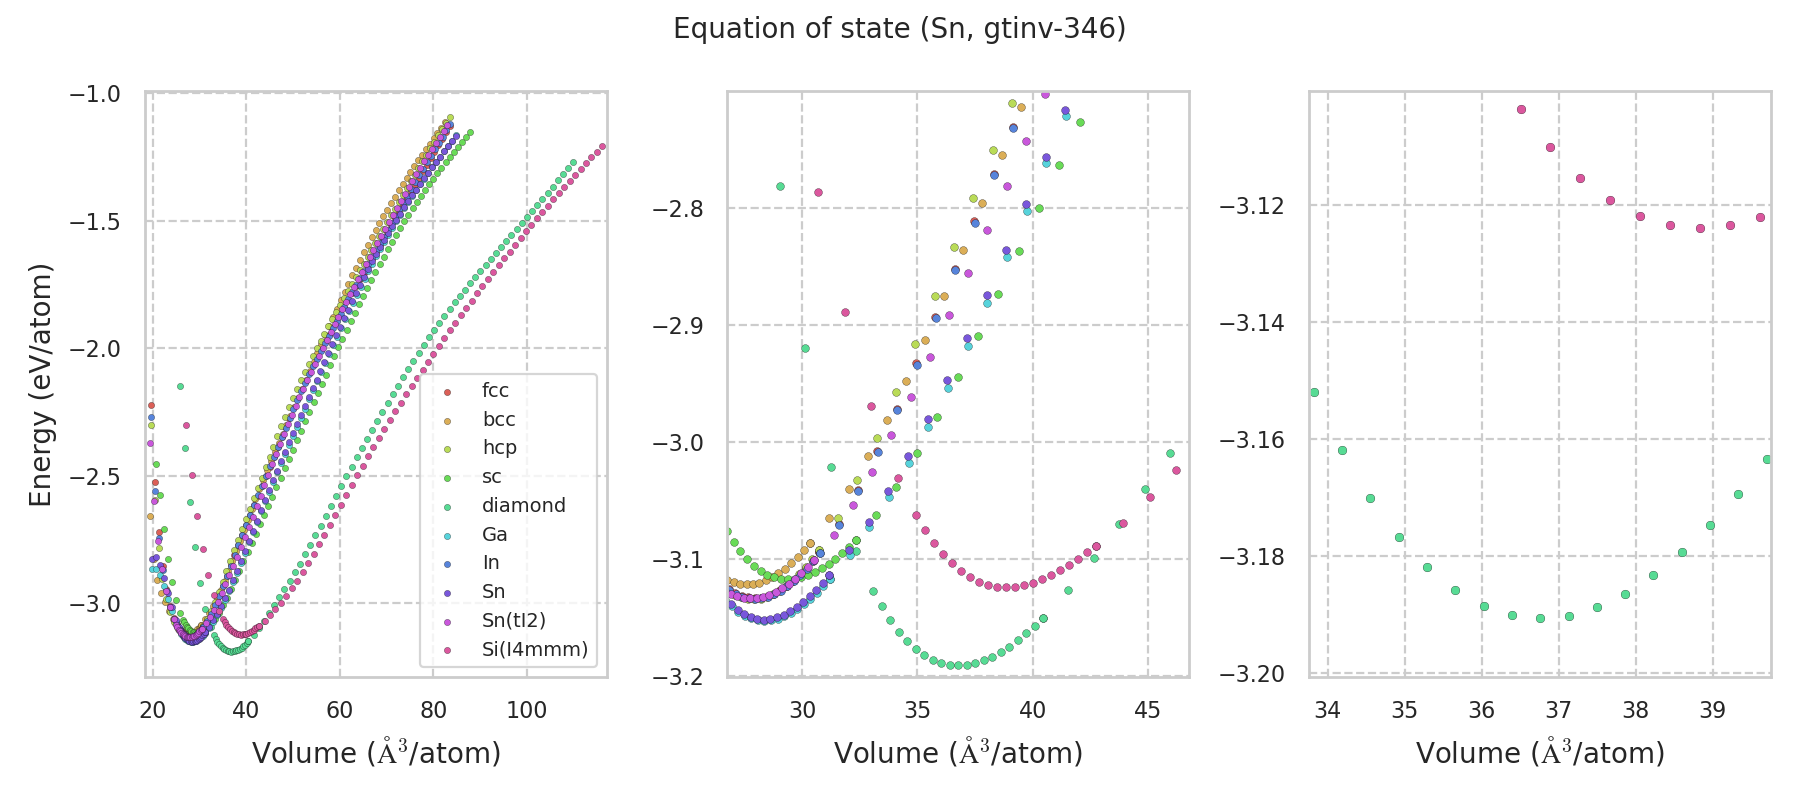 Equation of state (Sn, gtinv-346)
Energy (eV/atom)
−1.0
−1.5
−2.0
−2.5
−3.0
20 40 60 80 100
Volume (Å³/atom)
fcc
bcc
hcp
sc
diamond
Ga
In
Sn
Sn(tI2)
Si(I4mmm)
−2.8
−2.9
−3.0
−3.1
−3.2
30 35 40 45
Volume (Å³/atom)
−3.12
−3.14
−3.16
−3.18
−3.20
34 35 36 37 38 39
Volume (Å³/atom)